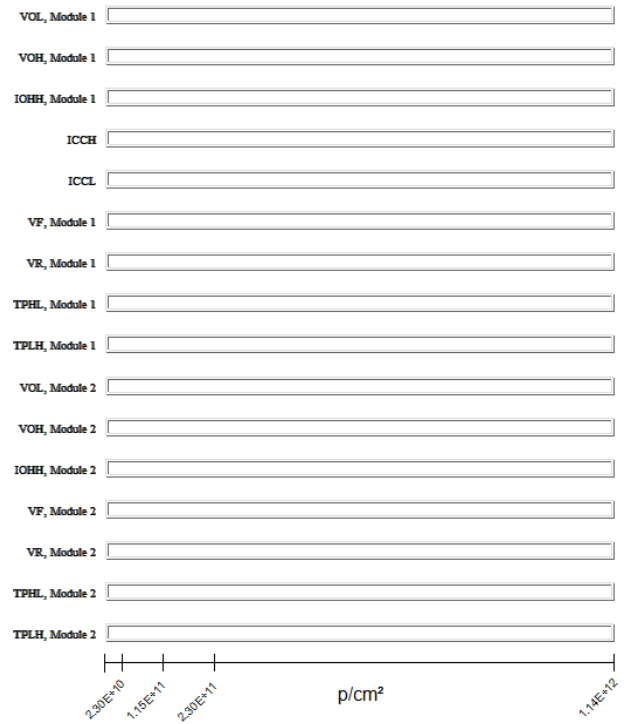 VOL, Module 1
VOH, Module 1
IOHH, Module 1
ICCH
ICCL
VF, Module 1
VR, Module 1
TPHL, Module 1
TPLH, Module 1
VOL, Module 2
VOH, Module 2
IOHH, Module 2
VF, Module 2
VR, Module 2
TPHL, Module 2
TPLH, Module 2
2.30E+10 1.15E+11 2.30E+11 1.14E+12
p/cm²